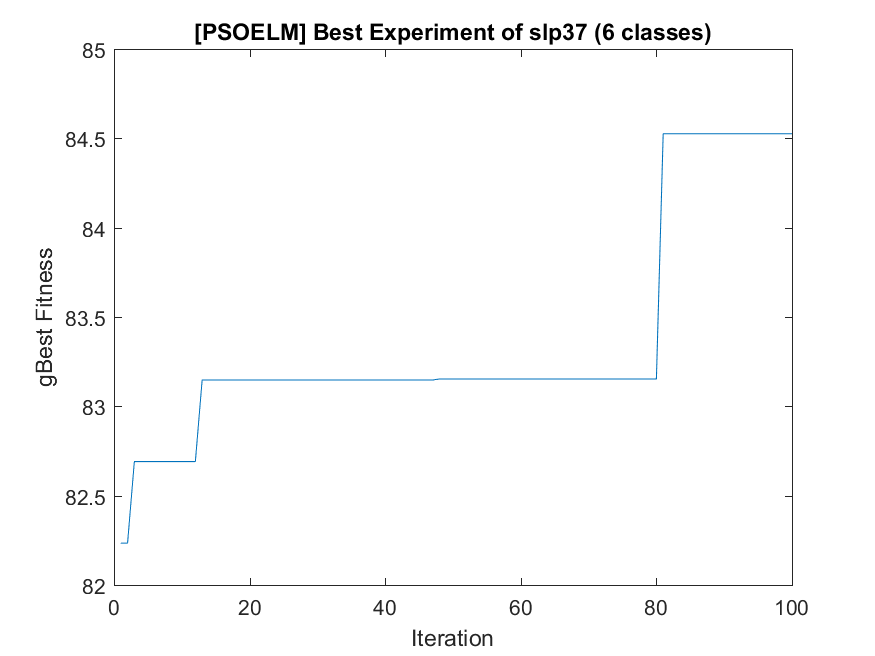 [PSOELM] Best Experiment of slp37 (6 classes)
85
84.5
84
83.5
83
82.5
82
gBest Fitness
0 20 40 60 80 100
Iteration